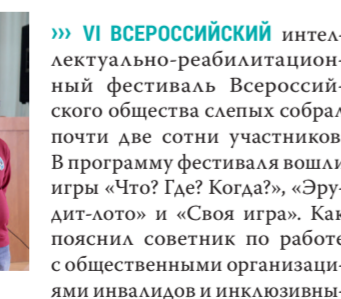 ››› VI ВСЕРОССИЙСКИЙ интел-
лектуально-реабилитацион-
ный фестиваль Всероссий-
ского общества слепых собрал
почти две сотни участников.
В программу фестиваля вошли
игры «Что? Где? Когда?», «Эру-
дит-лото» и «Своя игра». Как
пояснил советник по работе
с общественными организаци-
ями инвалидов и инклюзивны-